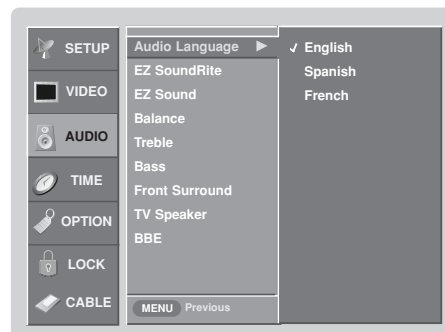 SETUP
VIDEO
AUDIO
TIME
OPTION
LOCK
CABLE
Audio Language ►
EZ SoundRite
EZ Sound
Balance
Treble
Bass
Front Surround
TV Speaker
BBE
MENU Previous
✓ English
Spanish
French